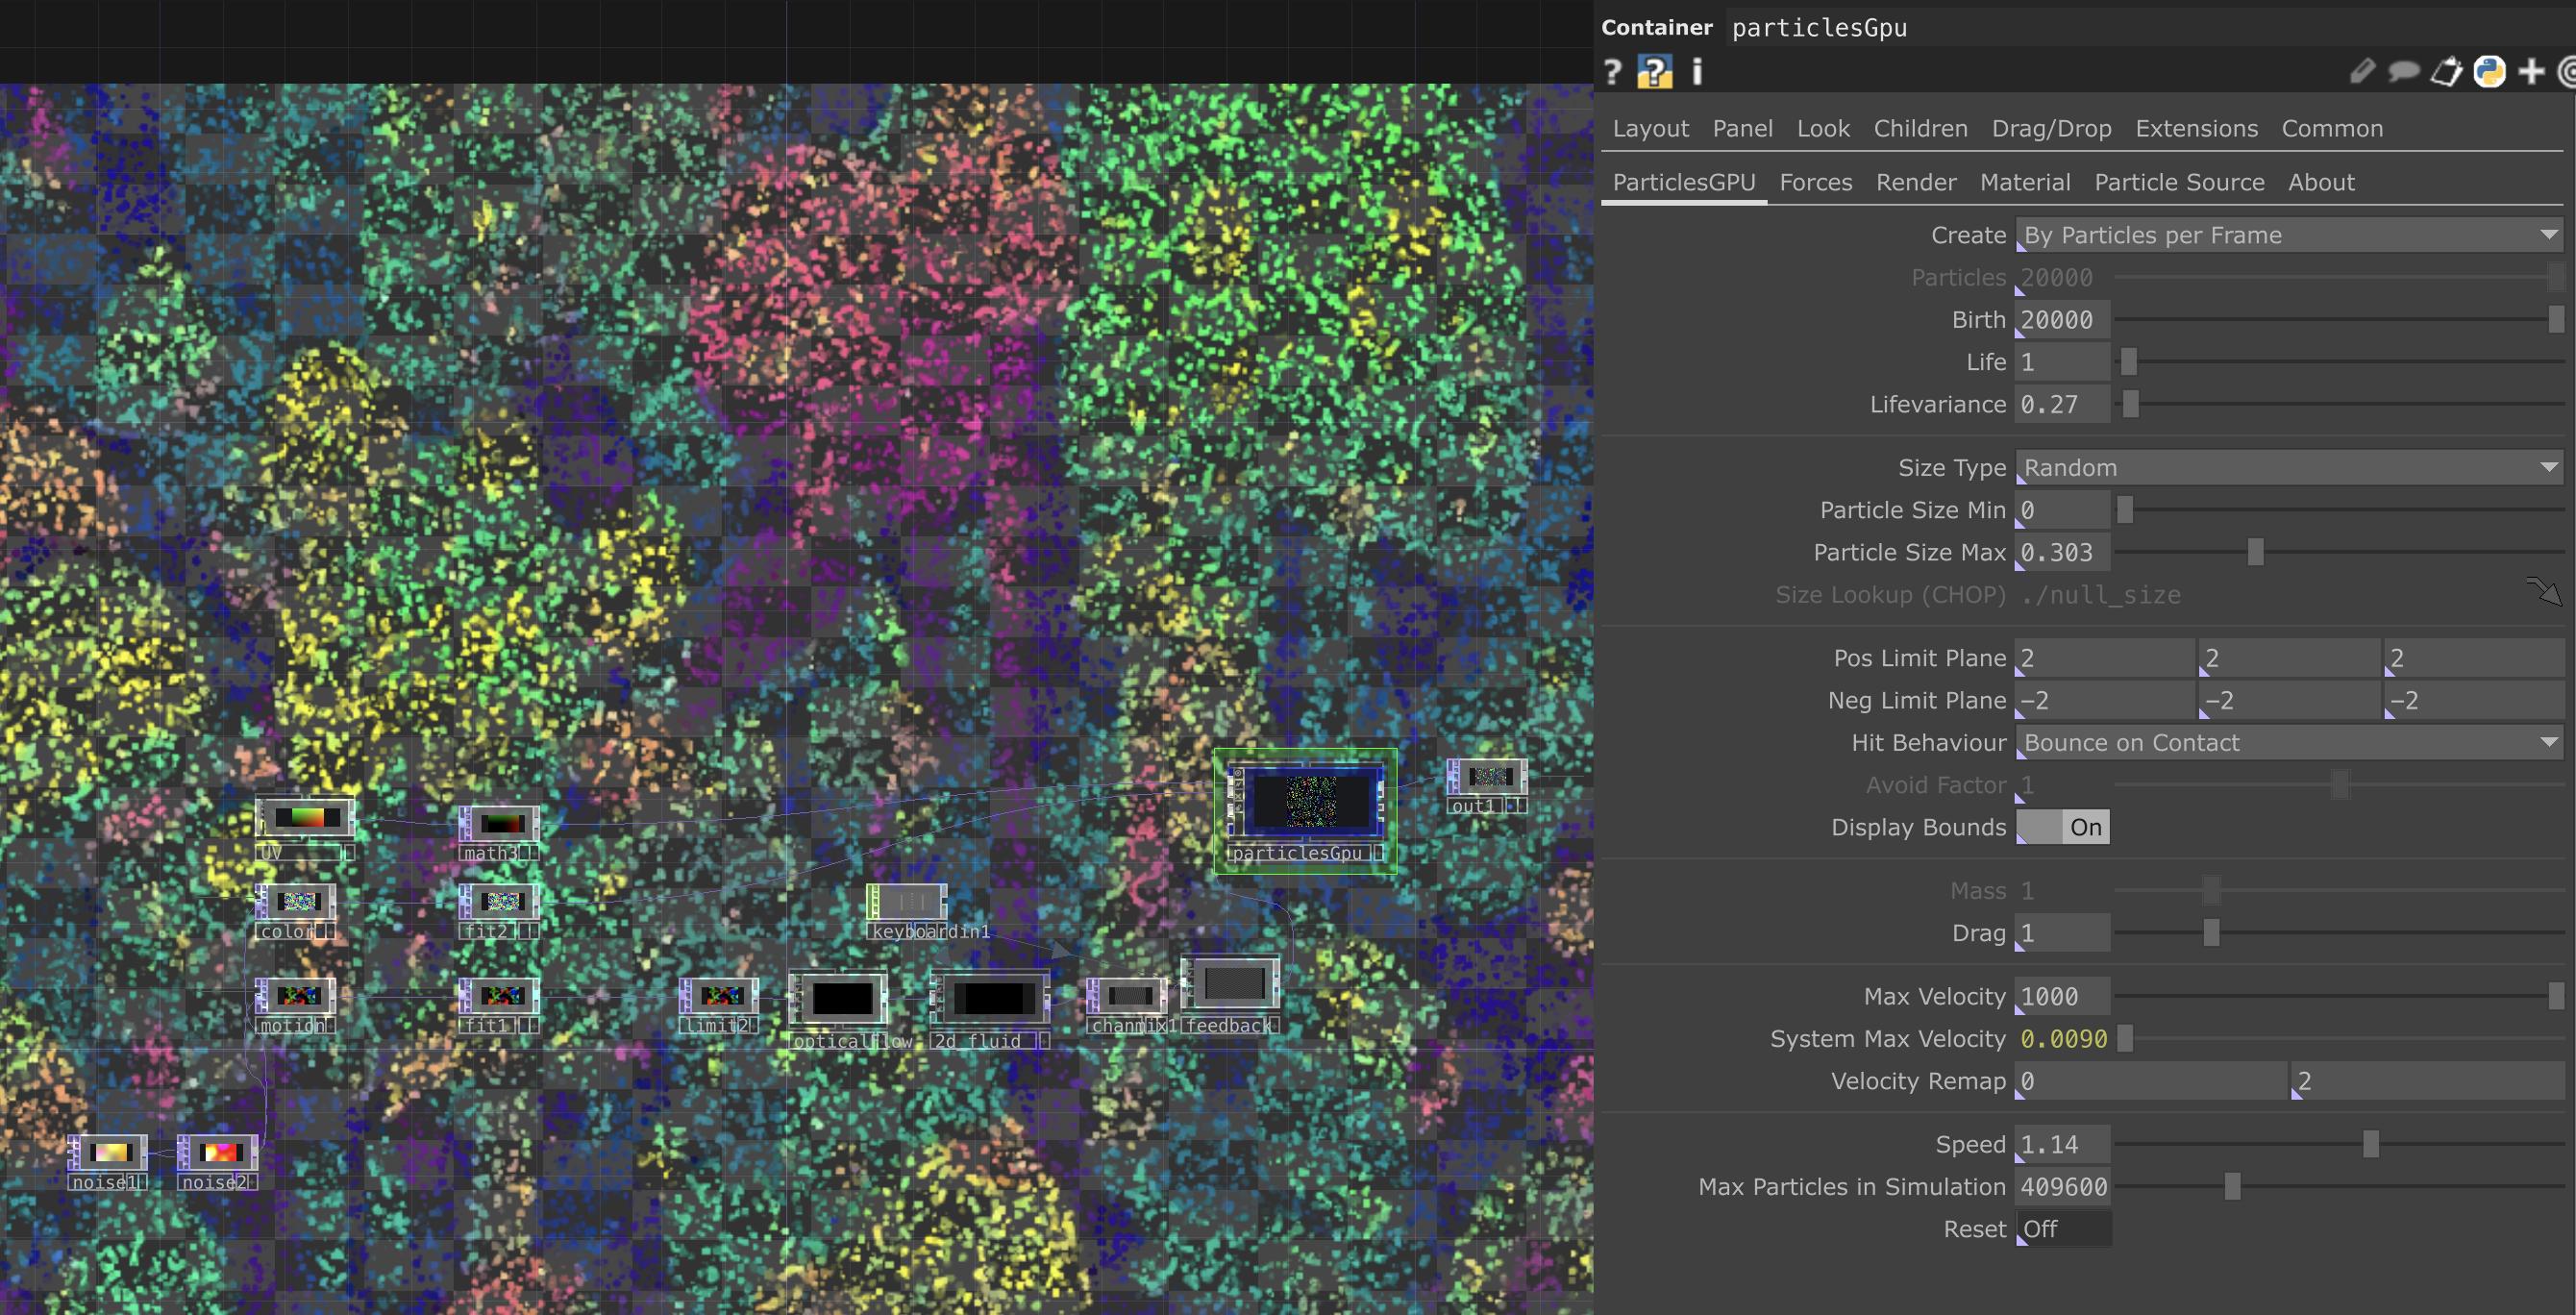 Container particlesGpu
? ? i
Layout Panel Look Children Drag/Drop Extensions Common
ParticlesGPU Forces Render Material Particle Source About
Create By Particles per Frame
Particles 20000
Birth 20000
Life 1
Lifevariance 0.27
Size Type Random
Particle Size Min 0
Particle Size Max 0.303
Size Lookup (CHOP) ./null_size
Pos Limit Plane 2 2 2
Neg Limit Plane -2 -2 -2
Hit Behaviour Bounce on Contact
Avoid Factor 1
Display Bounds On
Mass 1
Drag 1
Max Velocity 1000
System Max Velocity 0.0090
Velocity Remap 0 2
Speed 1.14
Max Particles in Simulation 409600
Reset Off
out1
UV math3 particlesGpu
color fit2 keyboardin1
motion fit1 limit2 opticalflow 2d_fluid chanmix1 feedback
noise1 noise2